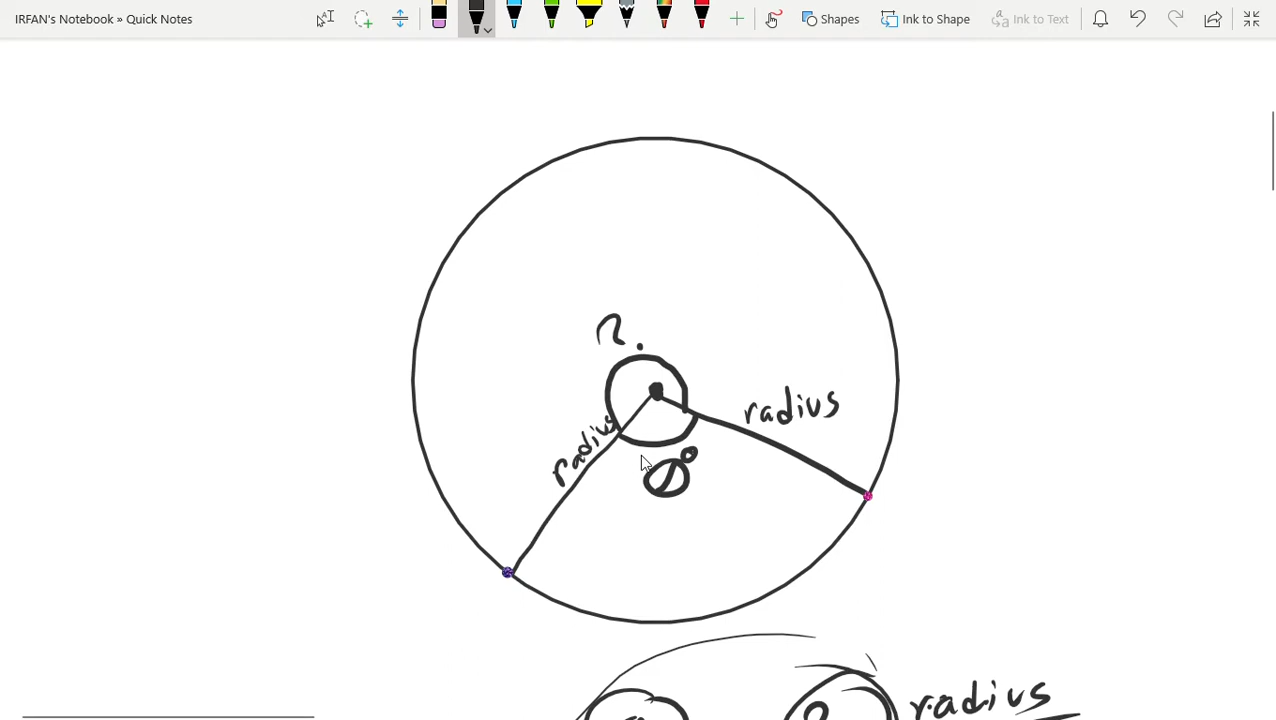 IRFAN's Notebook » Quick Notes
Shapes
Ink to Shape
Ink to Text
?
radius
radius
θ°
radius